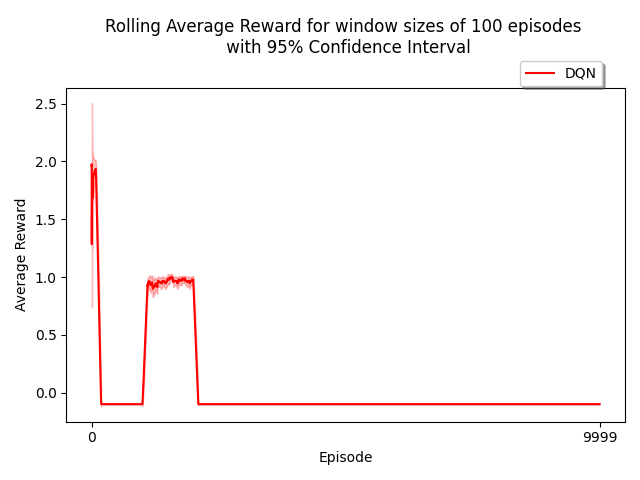 Rolling Average Reward for window sizes of 100 episodes
with 95% Confidence Interval
DQN
2.5
2.0
1.5
1.0
0.5
0.0
Average Reward
0 9999
Episode